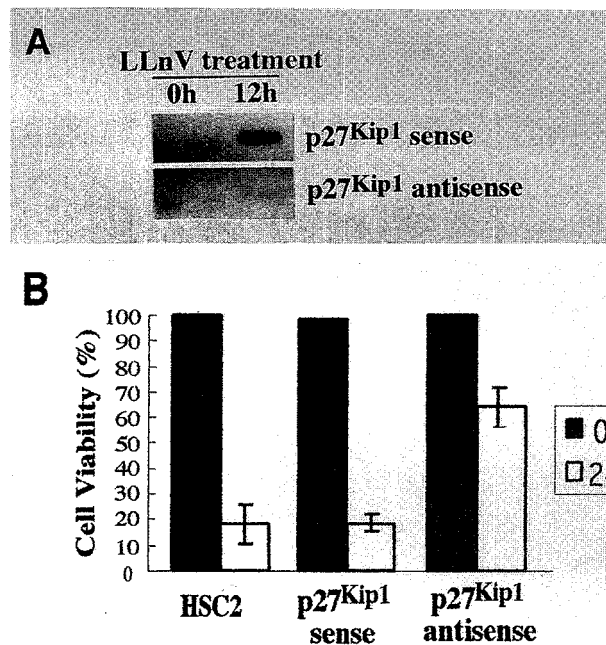 A
LLnV treatment
0h 12h
p27Kip1 sense
p27Kip1 antisense
B
Cell Viability (%)
100
90
80
70
60
50
40
30
20
10
0
0
2
HSC2
p27Kip1 sense
p27Kip1 antisense